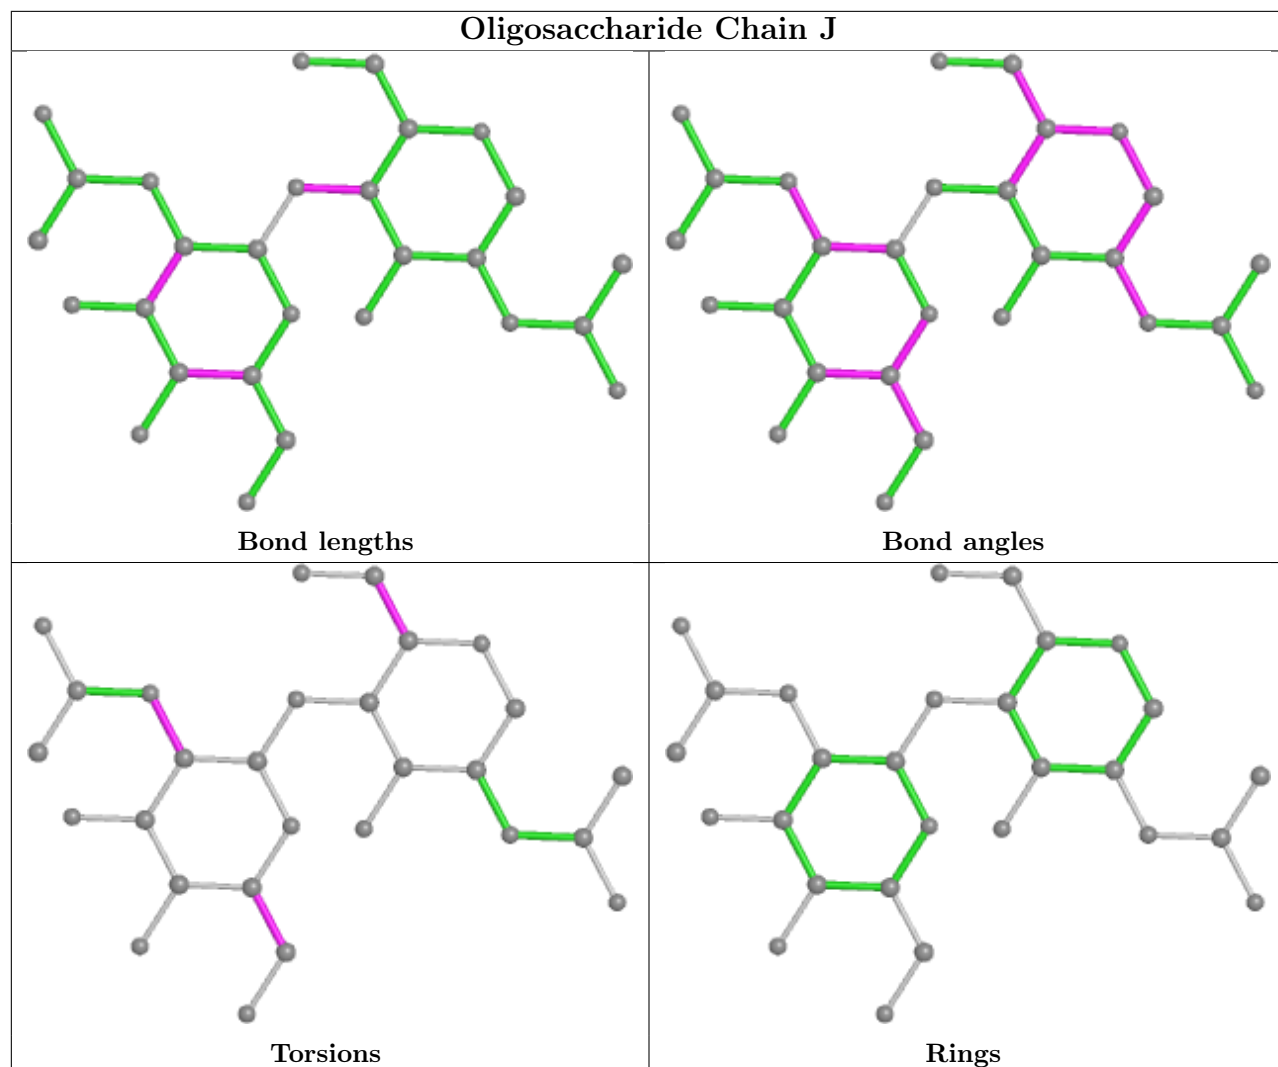 Oligosaccharide Chain J
Bond lengths
Bond angles
Torsions
Rings